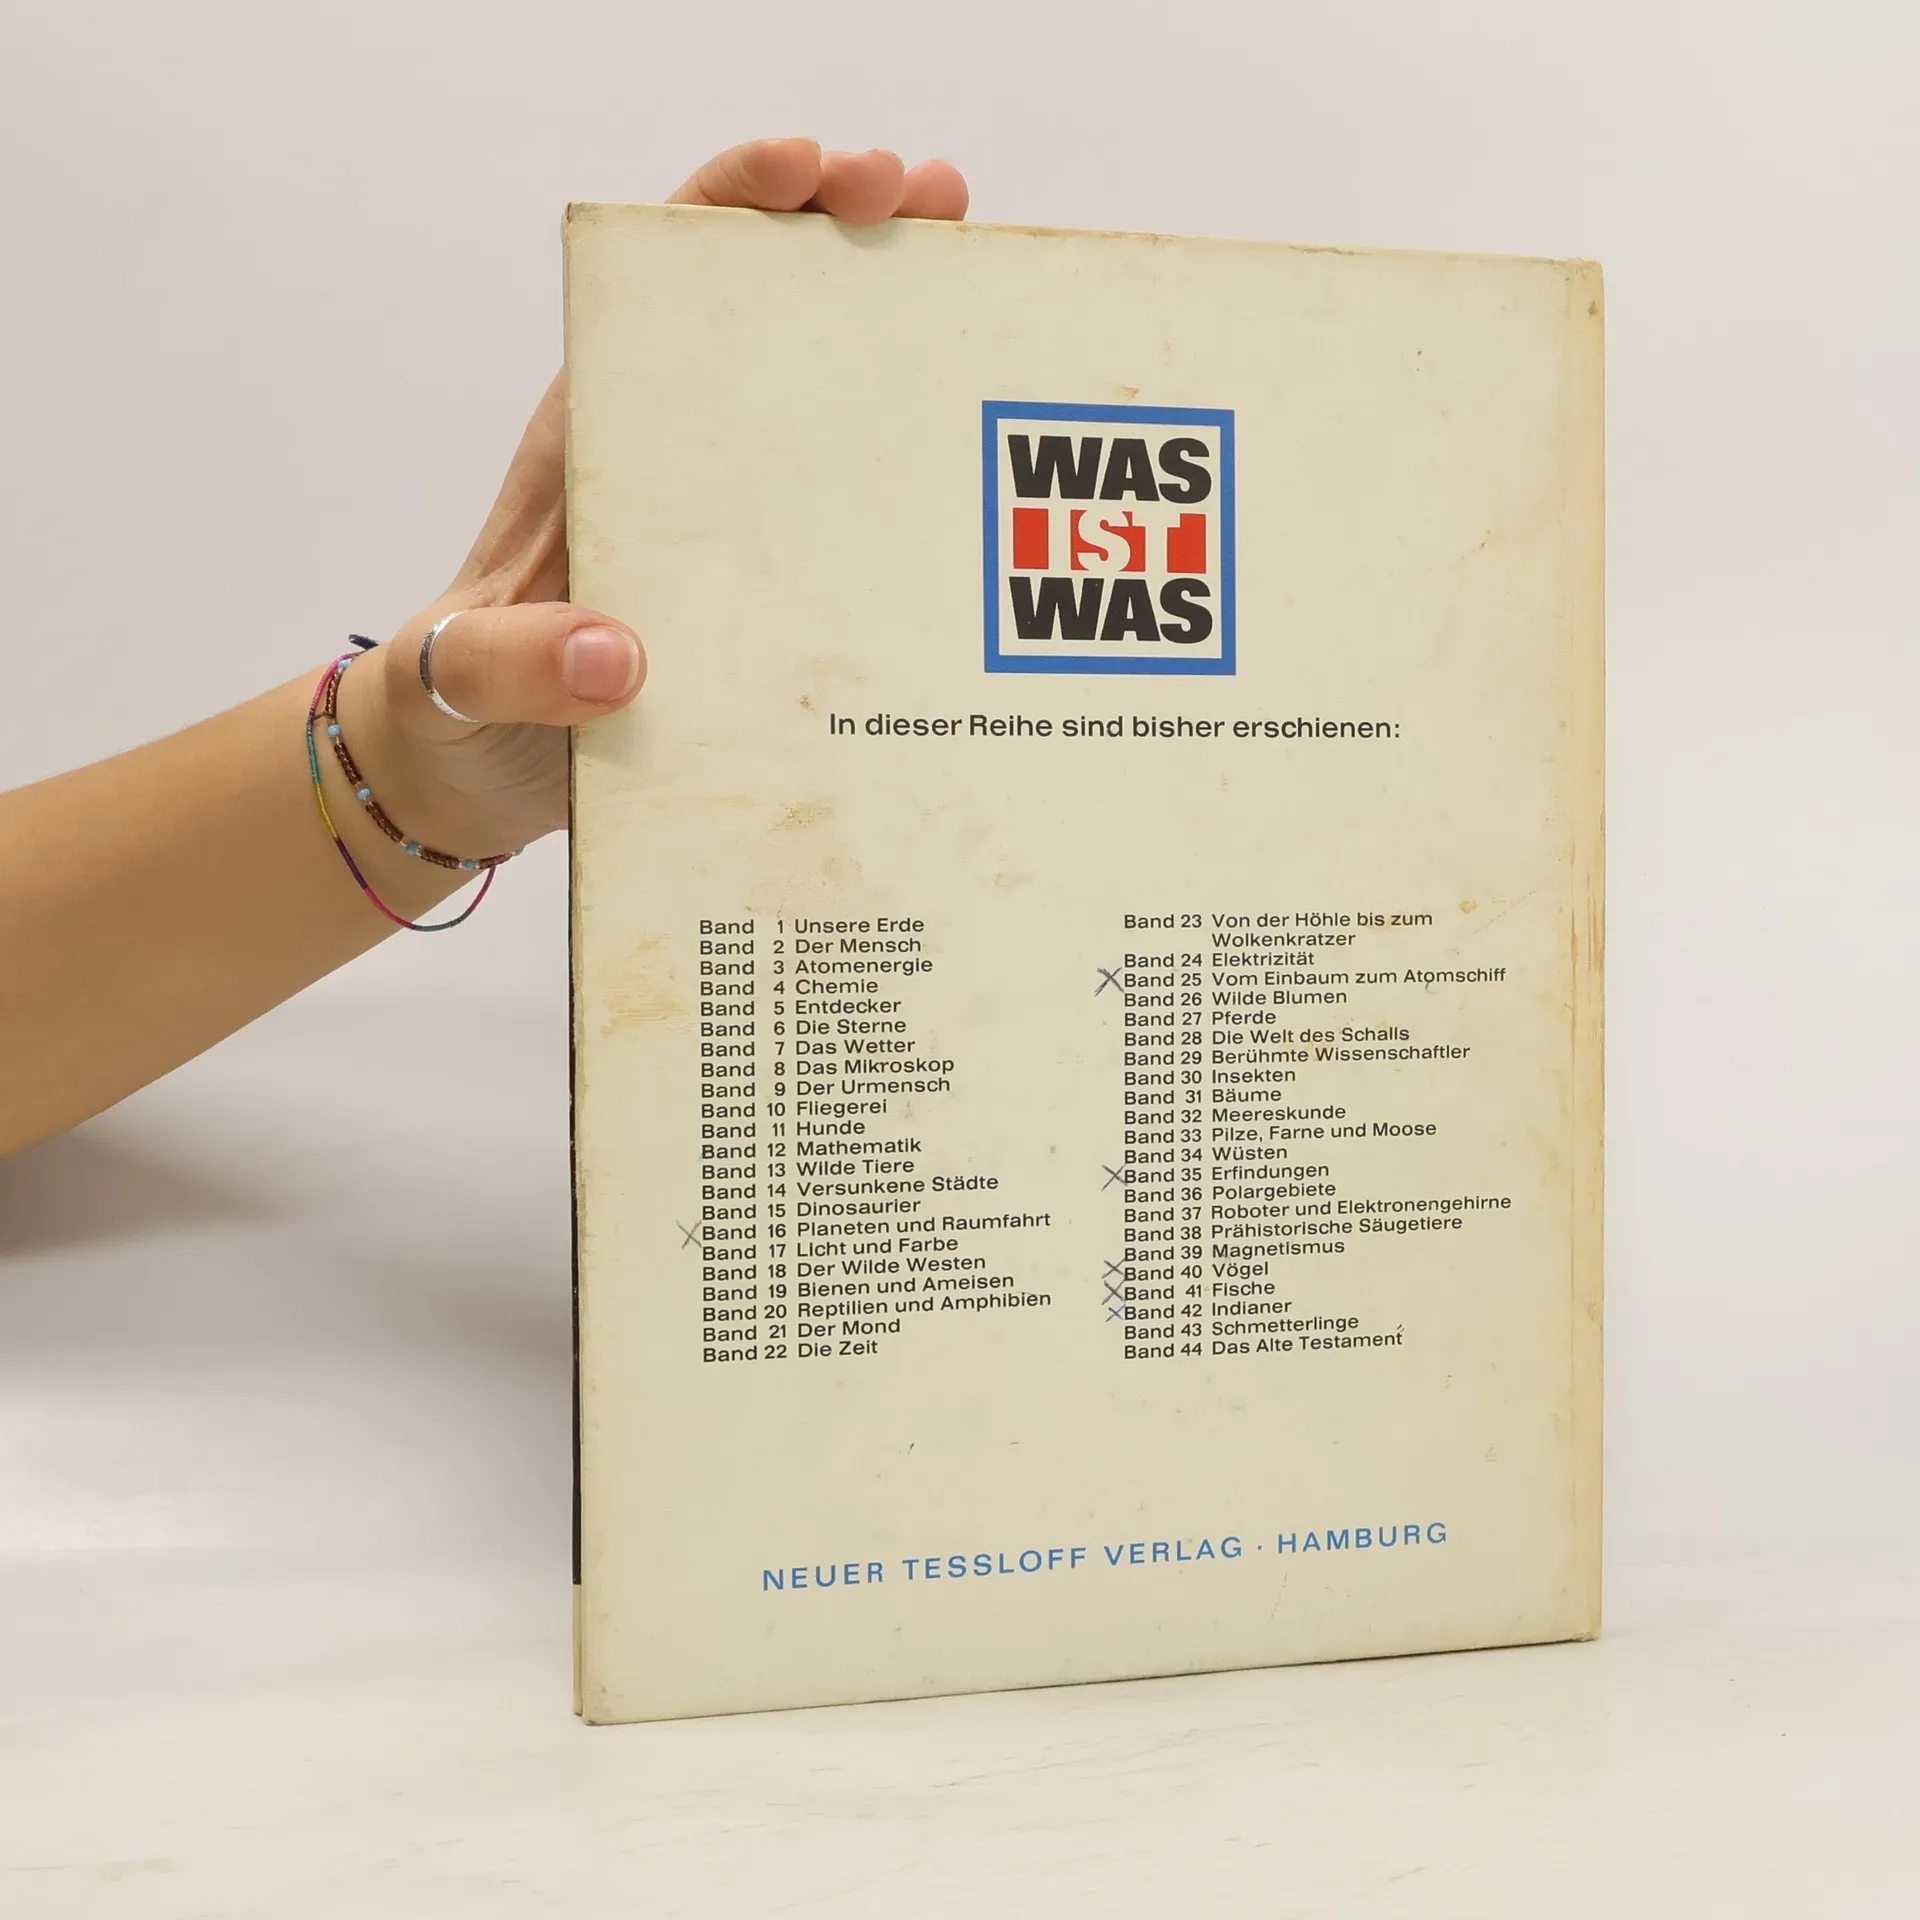 WAS
IST
WAS
In dieser Reihe sind bisher erschienen:
Band 1 Unsere Erde
Band 2 Der Mensch
Band 3 Atomenergie
Band 4 Chemie
Band 5 Entdecker
Band 6 Die Sterne
Band 7 Das Wetter
Band 8 Das Mikroskop
Band 9 Der Urmensch
Band 10 Fliegerei
Band 11 Hunde
Band 12 Mathematik
Band 13 Wilde Tiere
Band 14 Versunkene Städte
Band 15 Dinosaurier
Band 16 Planeten und Raumfahrt
Band 17 Licht und Farbe
Band 18 Der Wilde Westen
Band 19 Bienen und Ameisen
Band 20 Reptilien und Amphibien
Band 21 Der Mond
Band 22 Die Zeit
Band 23 Von der Höhle bis zum
Wolkenkratzer
Band 24 Elektrizität
Band 25 Vom Einbaum zum Atomschiff
Band 26 Wilde Blumen
Band 27 Pferde
Band 28 Die Welt des Schalls
Band 29 Berühmte Wissenschaftler
Band 30 Insekten
Band 31 Bäume
Band 32 Meereskunde
Band 33 Pilze, Farne und Moose
Band 34 Wüsten
Band 35 Erfindungen
Band 36 Polargebiete
Band 37 Roboter und Elektronengehirne
Band 38 Prähistorische Säugetiere
Band 39 Magnetismus
Band 40 Vögel
Band 41 Fische
Band 42 Indianer
Band 43 Schmetterlinge
Band 44 Das Alte Testament
NEUER TESSLOFF VERLAG · HAMBURG